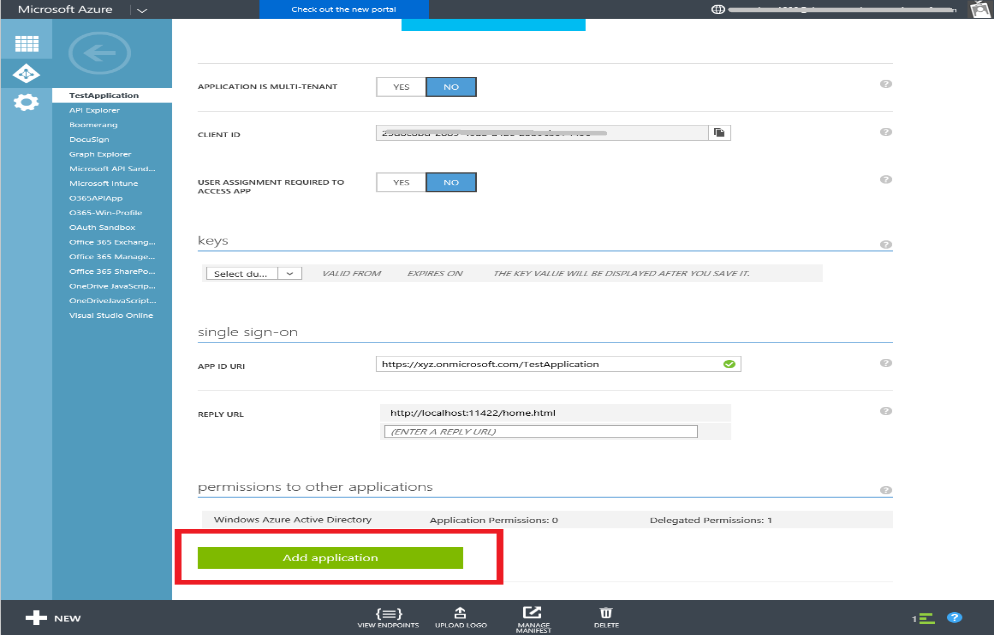 Microsoft Azure
Check out the new portal
TestApplication
API Explorer
Boomerang
DocuSign
Graph Explorer
Microsoft API Sand...
Microsoft Intune
O365APIApp
O365-Win-Profile
OAuth Sandbox
Office 365 Exchang...
Office 365 Manage...
Office 365 SharePo...
OneDrive JavaScrip...
OneDriveJavaScript...
Visual Studio Online
APPLICATION IS MULTI-TENANT YES NO ?
CLIENT ID ?
USER ASSIGNMENT REQUIRED TO
ACCESS APP YES NO ?
keys ?
Select du... VALID FROM EXPIRES ON THE KEY VALUE WILL BE DISPLAYED AFTER YOU SAVE IT.
single sign-on
APP ID URI https://xyz.onmicrosoft.com/TestApplication ?
REPLY URL http://localhost:11422/home.html ?
(ENTER A REPLY URL)
permissions to other applications ?
Windows Azure Active Directory Application Permissions: 0 Delegated Permissions: 1
Add application
NEW
VIEW ENDPOINTS
UPLOAD LOGO
MANAGE
MANIFEST
DELETE
1
?